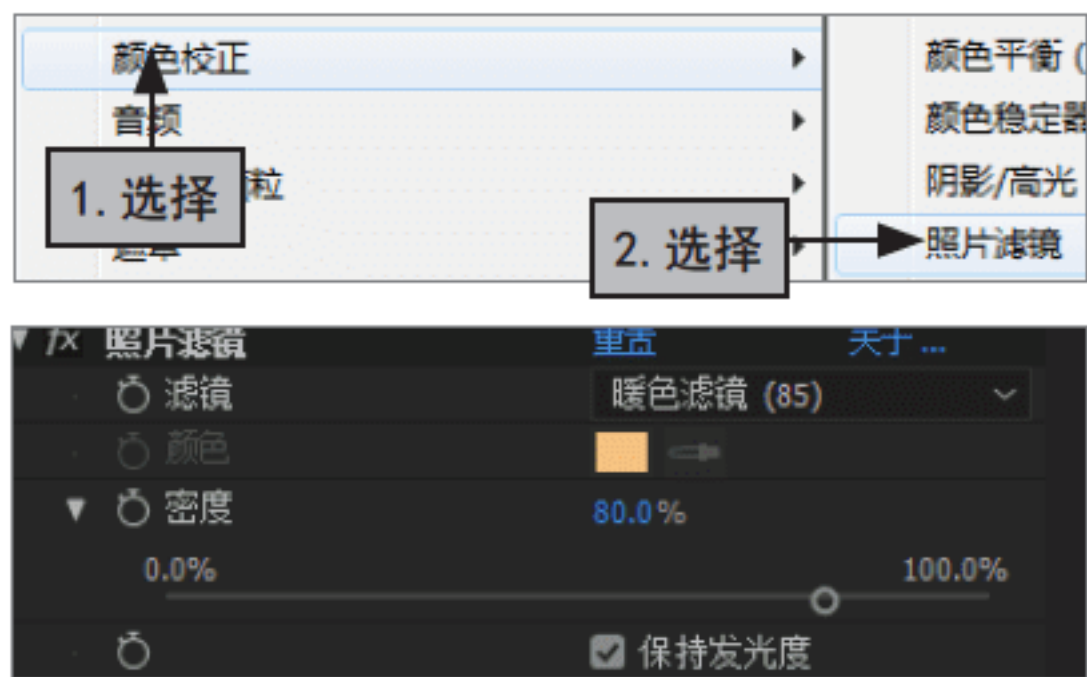 颜色校正
颜色平衡 (
音频
颜色稳定器
1. 选择
粒
阴影/高光
2. 选择
照片滤镜
fx 照片滤镜 重置 关于...
滤镜 暖色滤镜 (85)
颜色
密度 80.0%
0.0% 100.0%
保持发光度